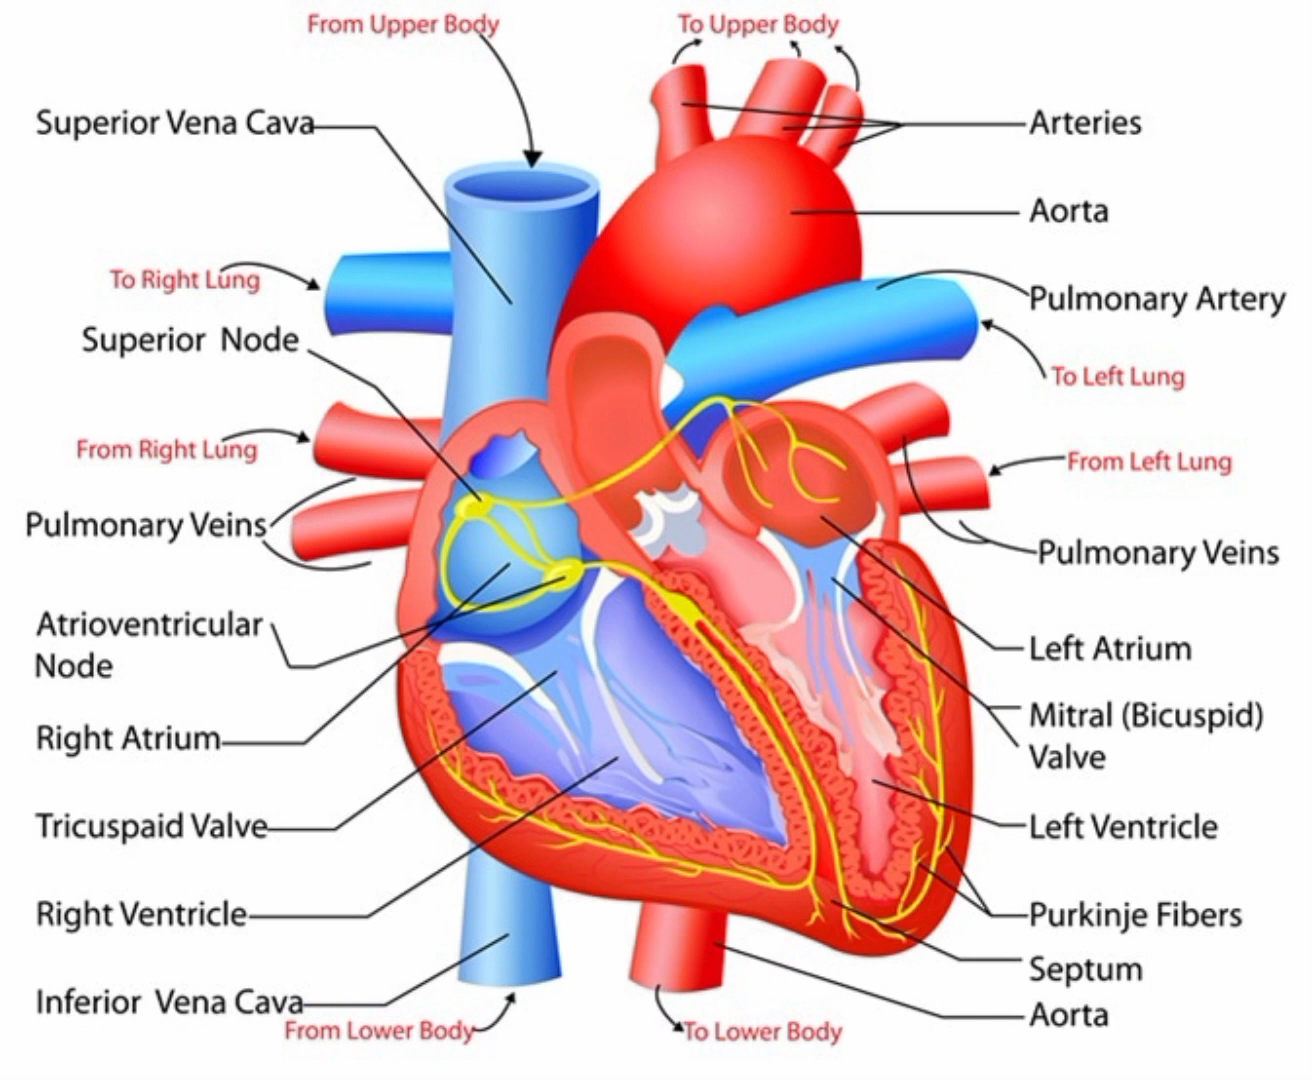 From Upper Body
To Upper Body
Superior Vena Cava
Arteries
Aorta
To Right Lung
Pulmonary Artery
Superior Node
To Left Lung
From Right Lung
From Left Lung
Pulmonary Veins
Pulmonary Veins
Atrioventricular
Node
Left Atrium
Right Atrium
Mitral (Bicuspid)
Valve
Tricuspaid Valve
Left Ventricle
Right Ventricle
Purkinje Fibers
Septum
Inferior Vena Cava
Aorta
From Lower Body
To Lower Body